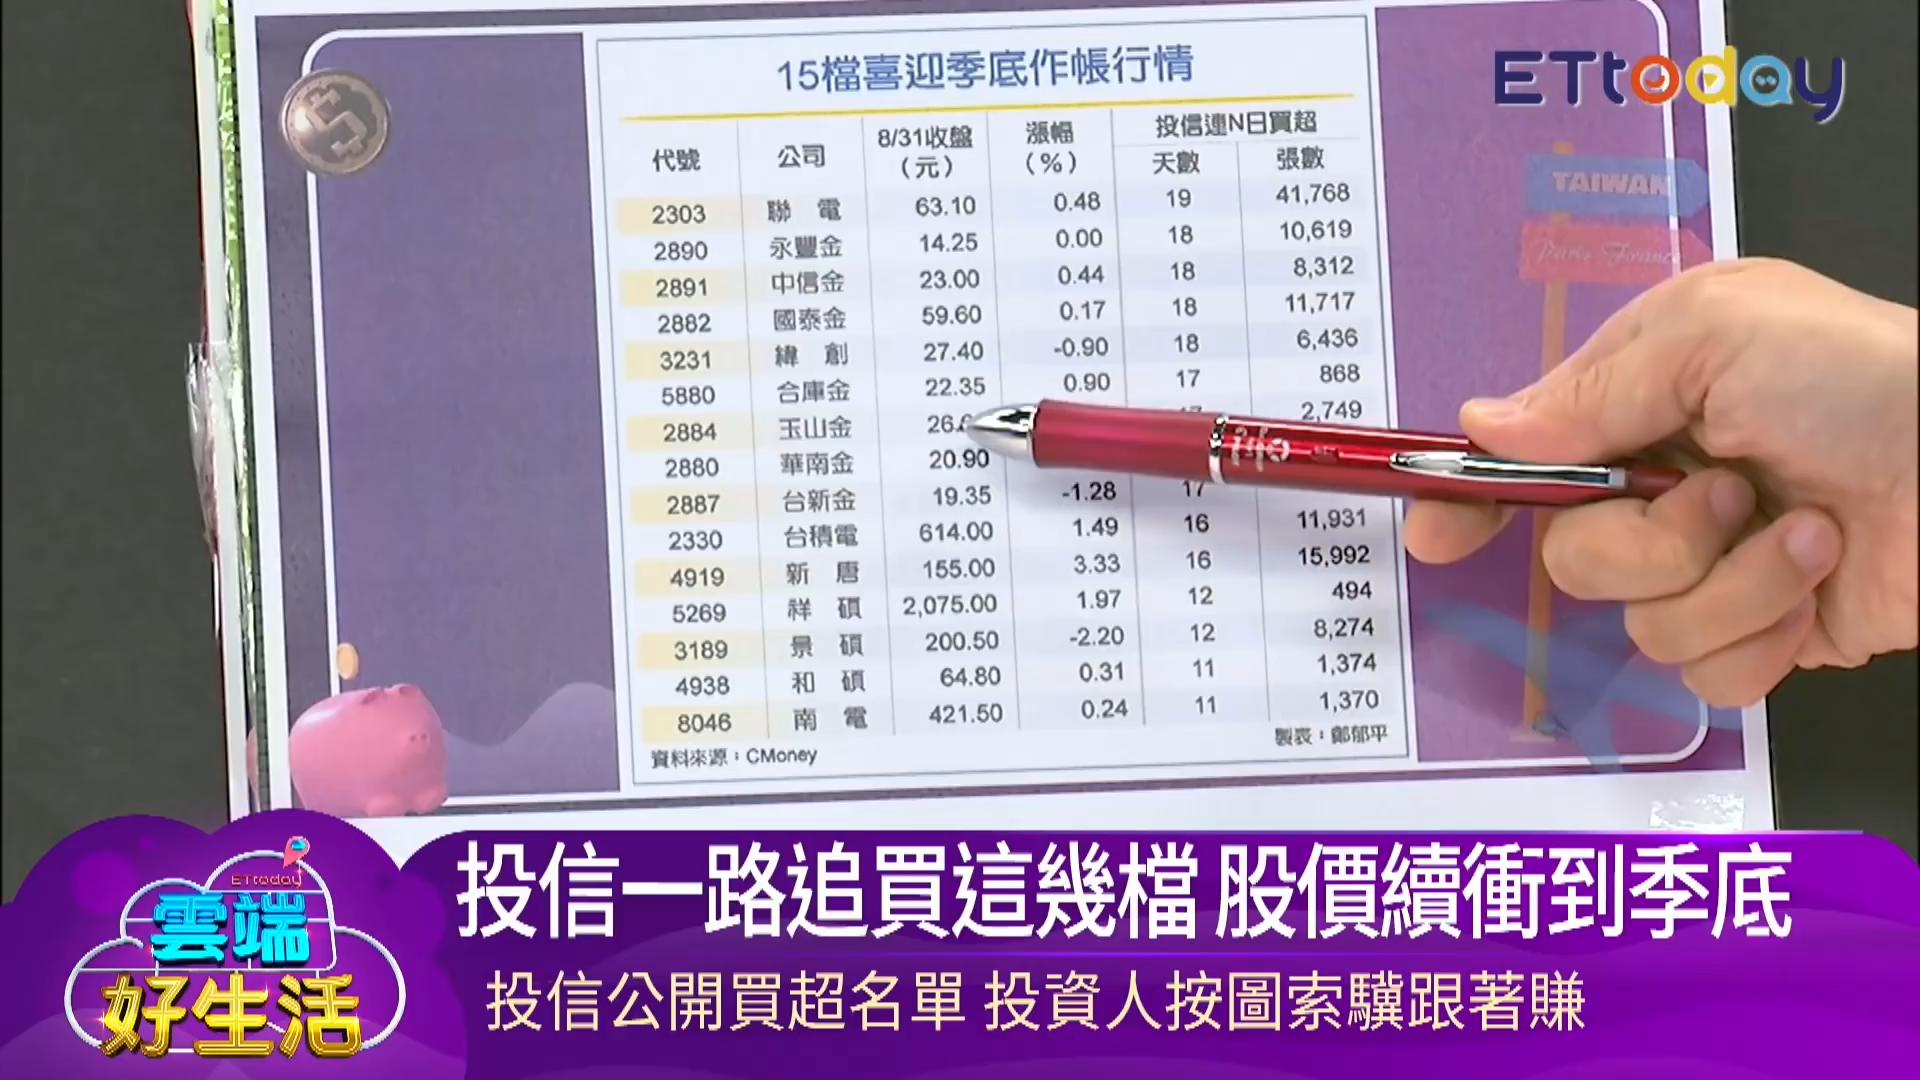 ETtoday
15檔喜迎季底作帳行情
代號 公司 8/31收盤(元) 漲幅(%) 投信連N日買超
天數 張數
2303 聯電 63.10 0.48 19 41,768
2890 永豐金 14.25 0.00 18 10,619
2891 中信金 23.00 0.44 18 8,312
2882 國泰金 59.60 0.17 18 11,717
3231 緯創 27.40 -0.90 18 6,436
5880 合庫金 22.35 0.90 17 868
2884 玉山金 26. 2,749
2880 華南金 20.90
2887 台新金 19.35 -1.28 17
2330 台積電 614.00 1.49 16 11,931
4919 新唐 155.00 3.33 16 15,992
5269 祥碩 2,075.00 1.97 12 494
3189 景碩 200.50 -2.20 12 8,274
4938 和碩 64.80 0.31 11 1,374
8046 南電 421.50 0.24 11 1,370
資料來源：CMoney 製表：鄭郁平
TAIWAN
Paris France
ETtoday
雲端
好生活
投信一路追買這幾檔 股價續衝到季底
投信公開買超名單 投資人按圖索驥跟著賺